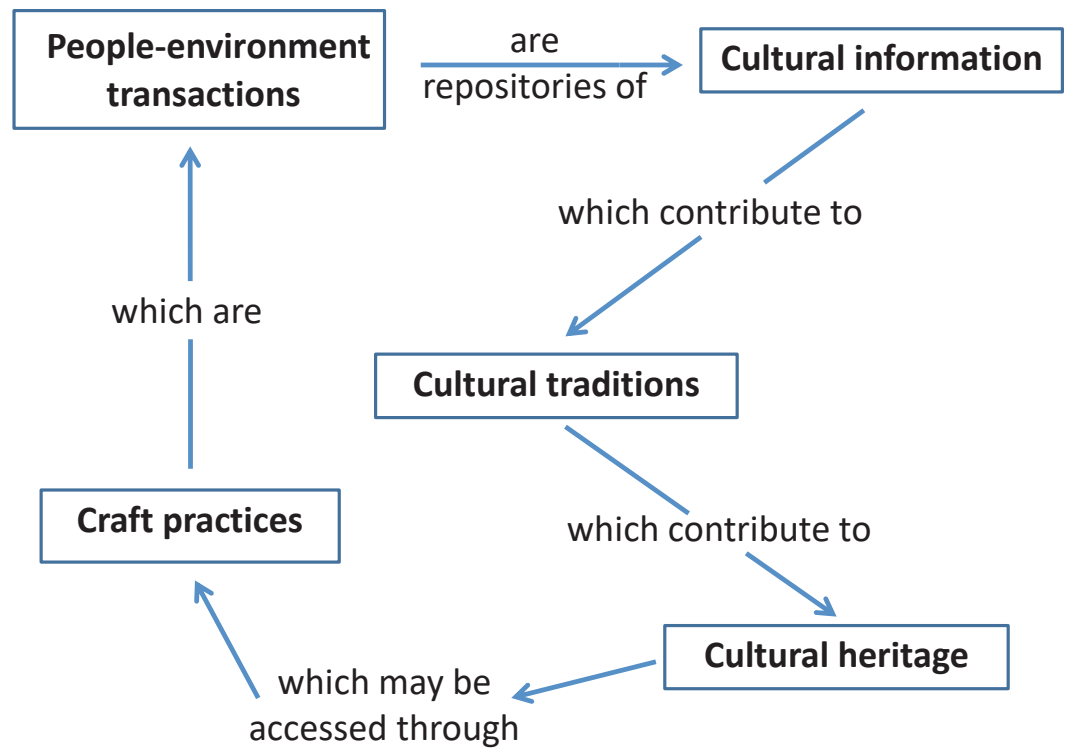 People-environment
transactions
are
repositories of
Cultural information
which contribute to
Cultural traditions
which contribute to
Cultural heritage
which may be
accessed through
Craft practices
which are